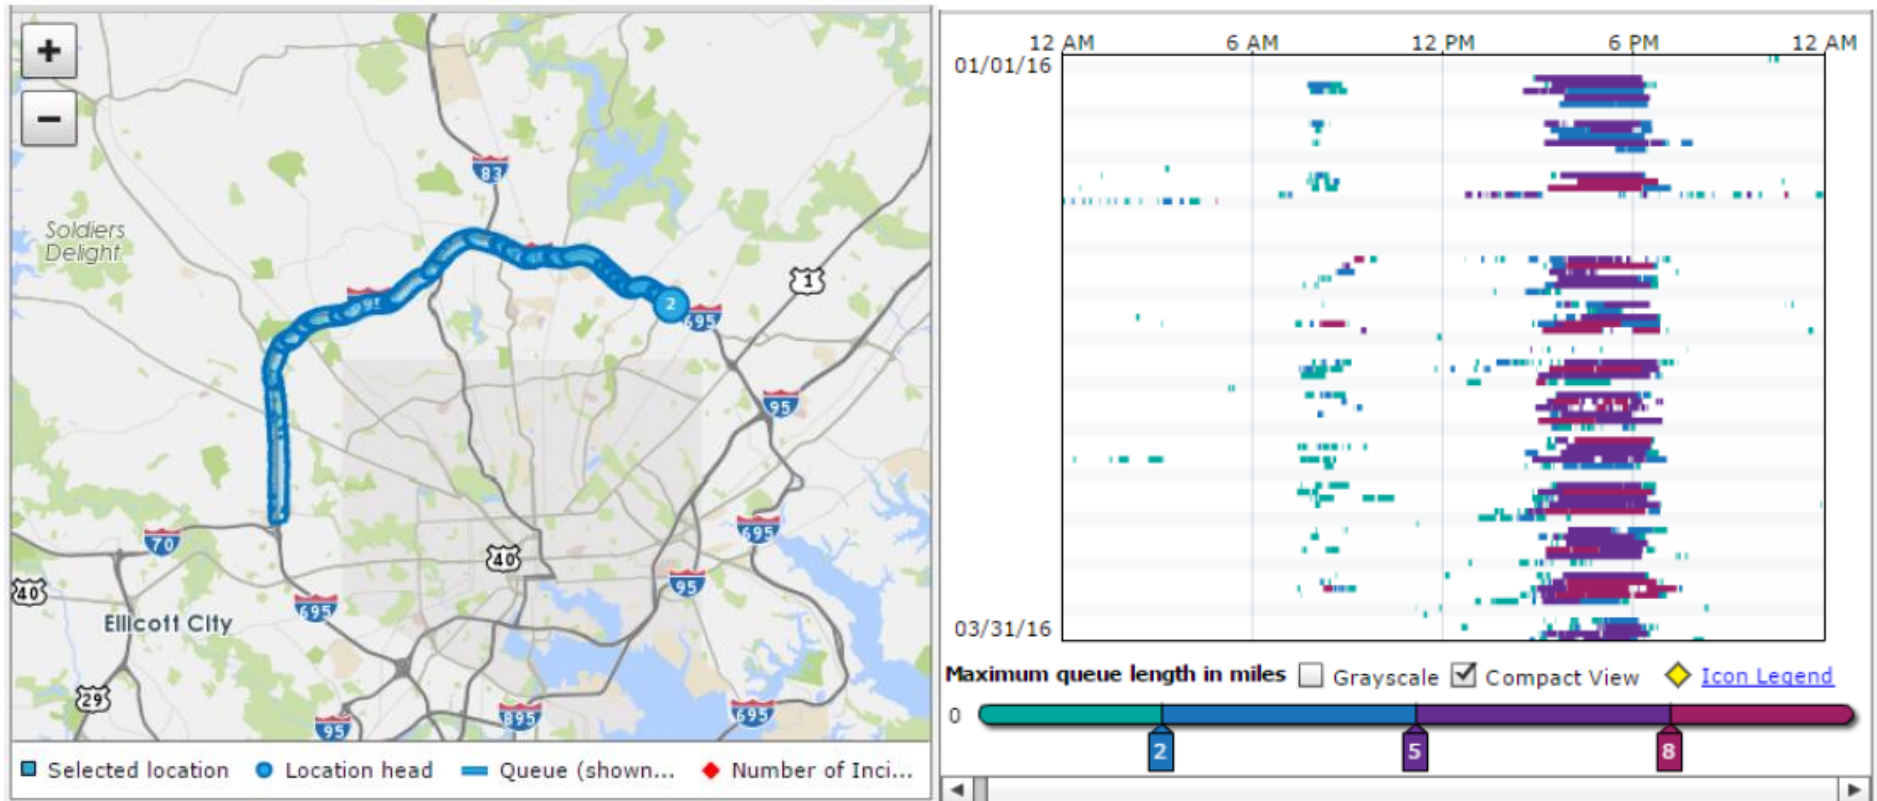 +
−
83
Soldiers
Delight
1
95
2
695
95
695
70
40
40
95
695
Ellicott City
29
95
895
695
Selected location
Location head
Queue (shown...
Number of Inci...
12 AM
6 AM
12 PM
6 PM
12 AM
01/01/16
03/31/16
Maximum queue length in miles
Grayscale
Compact View
Icon Legend
0
2
5
8